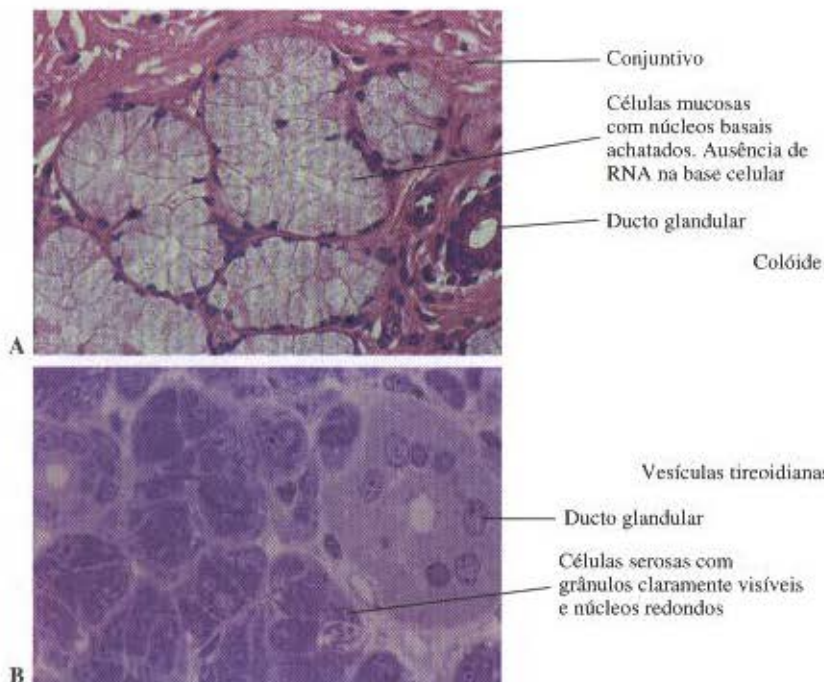 Conjuntivo
Células mucosas
com núcleos basais
achatados. Ausência de
RNA na base celular
Ducto glandular
Colóide
A
Vesículas tireoidianas
Ducto glandular
Células serosas com
grânulos claramente visíveis
e núcleos redondos
B